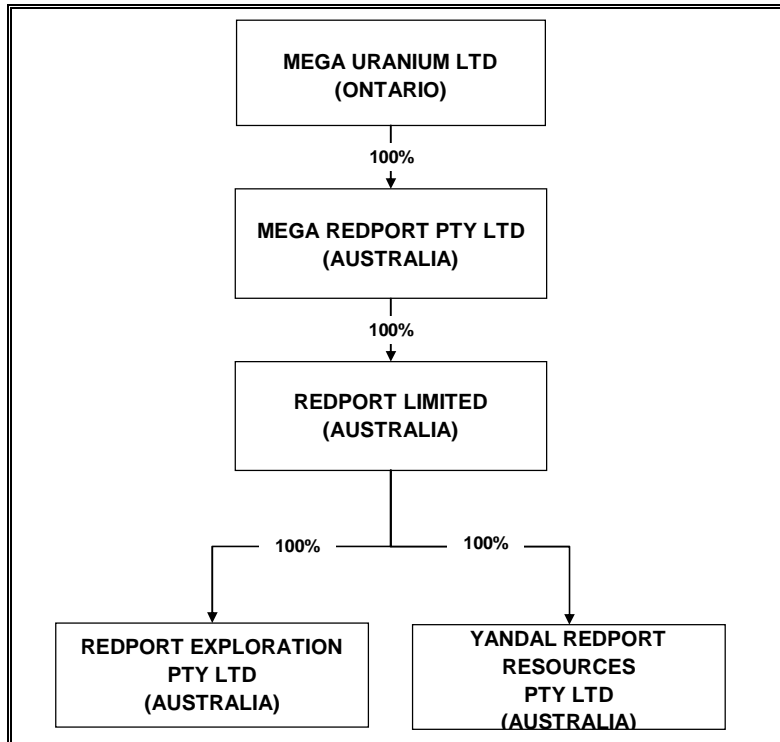 MEGA URANIUM LTD
(ONTARIO)
100%
MEGA REDPORT PTY LTD
(AUSTRALIA)
100%
REDPORT LIMITED
(AUSTRALIA)
100%
100%
REDPORT EXPLORATION
PTY LTD
(AUSTRALIA)
YANDAL REDPORT
RESOURCES
PTY LTD
(AUSTRALIA)